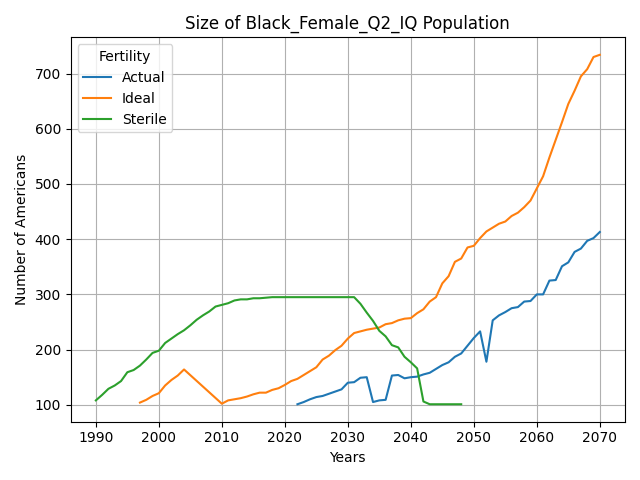 Size of Black_Female_Q2_IQ Population
Fertility
Actual
Ideal
Sterile
Number of Americans
700
600
500
400
300
200
100
1990 2000 2010 2020 2030 2040 2050 2060 2070
Years